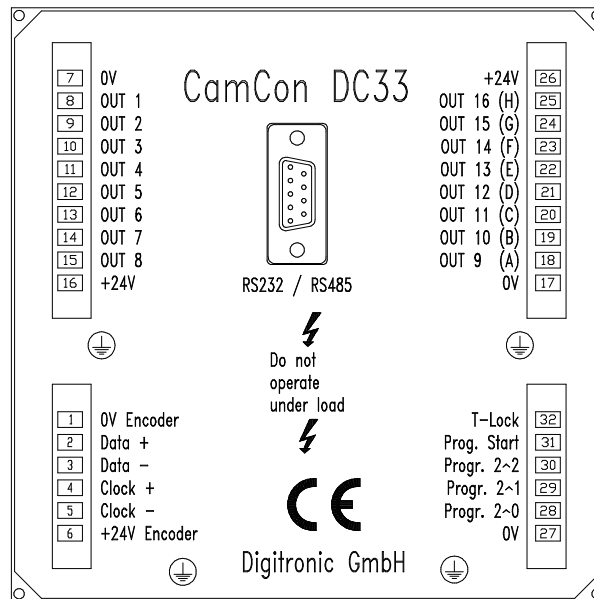 CamCon DC33
7 0V
8 OUT 1
9 OUT 2
10 OUT 3
11 OUT 4
12 OUT 5
13 OUT 6
14 OUT 7
15 OUT 8
16 +24V
+24V 26
OUT 16 (H) 25
OUT 15 (G) 24
OUT 14 (F) 23
OUT 13 (E) 22
OUT 12 (D) 21
OUT 11 (C) 20
OUT 10 (B) 19
OUT 9 (A) 18
0V 17
RS232 / RS485
Do not
operate
under load
1 0V Encoder
2 Data +
3 Data -
4 Clock +
5 Clock -
6 +24V Encoder
T-Lock 32
Prog. Start 31
Progr. 2^2 30
Progr. 2^1 29
Progr. 2^0 28
0V 27
CE
Digitronic GmbH